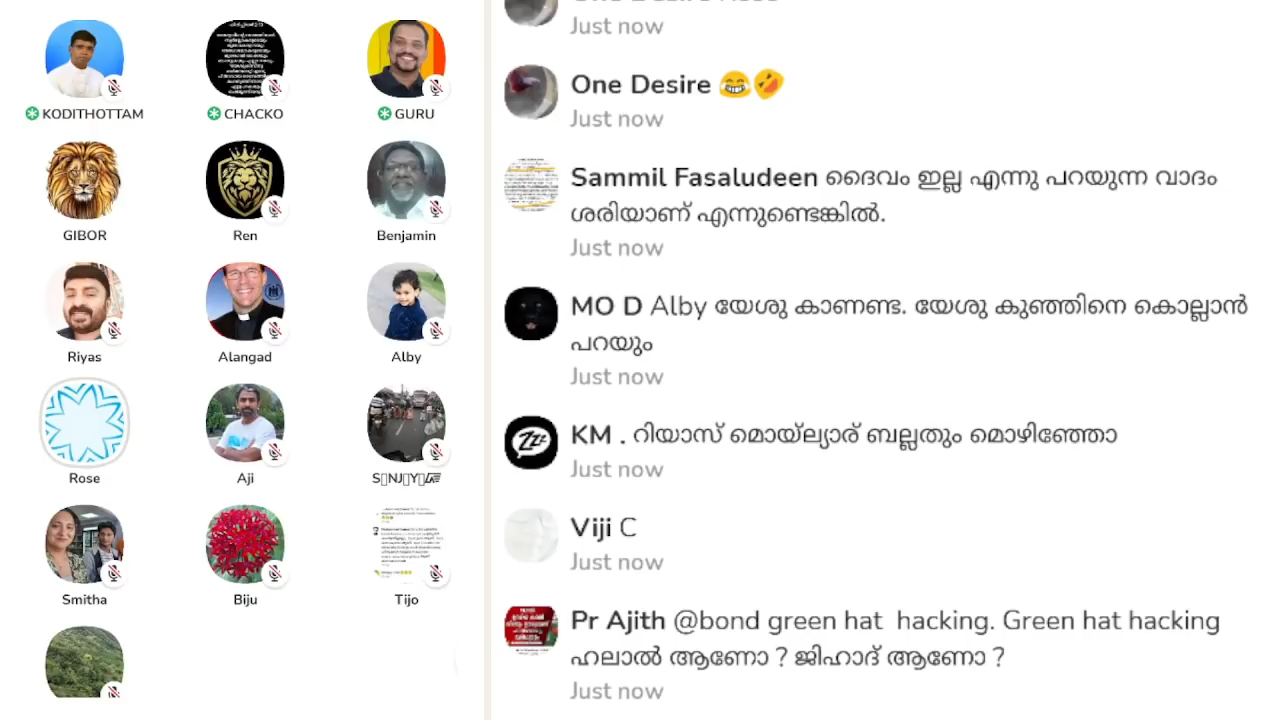 KODITHOTTAM
CHACKO
GURU
GIBOR
Ren
Benjamin
Riyas
Alangad
Alby
Rose
Aji
Smitha
Biju
Tijo
Just now
One Desire 😂🤣
Just now
Sammil Fasaludeen ദൈവം ഇല്ല എന്നു പറയുന്ന വാദം
ശരിയാണ് എന്നുണ്ടെങ്കിൽ.
Just now
MO D Alby യേശു കാണണ്ട. യേശു കുഞ്ഞിനെ കൊല്ലാൻ
പറയും
Just now
KM . റിയാസ് മൊയ്ല്യാര് ബല്ലതും മൊഴിഞ്ഞോ
Just now
Viji C
Just now
Pr Ajith @bond green hat hacking. Green hat hacking
ഹലാൽ ആണോ ? ജിഹാദ് ആണോ ?
Just now